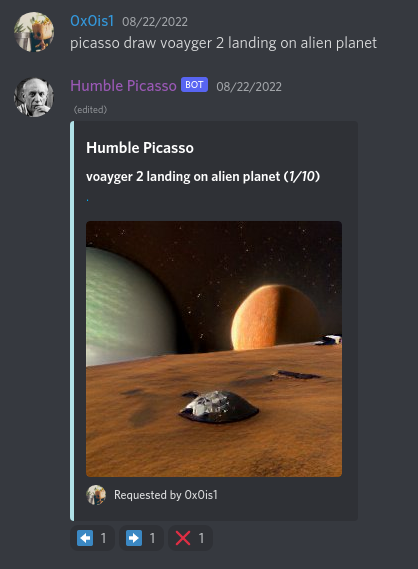 0x0is1 08/22/2022
picasso draw voayger 2 landing on alien planet
Humble Picasso BOT 08/22/2022
(edited)
Humble Picasso
voayger 2 landing on alien planet (1/10)
.
Requested by 0x0is1
1 1 1